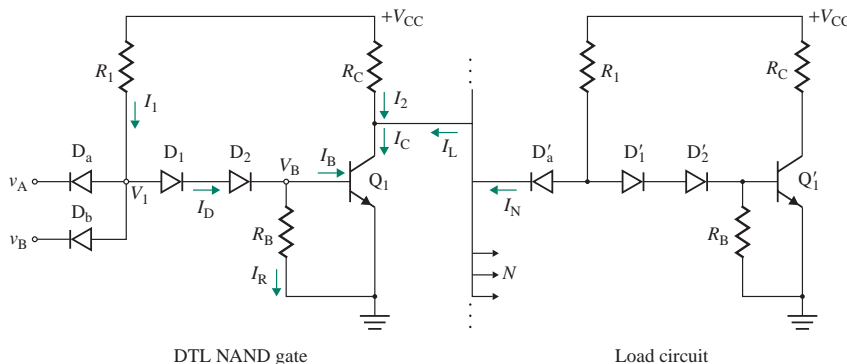 +V_CC
+V_CC
R_1
R_C
R_1
R_C
I_1
I_2
D_a
D_1
D_2
V_B
I_B
I_C
I_L
D′_a
D′_1
D′_2
v_A
V_1
I_D
Q_1
I_N
Q′_1
D_b
v_B
R_B
R_B
I_R
N
DTL NAND gate
Load circuit